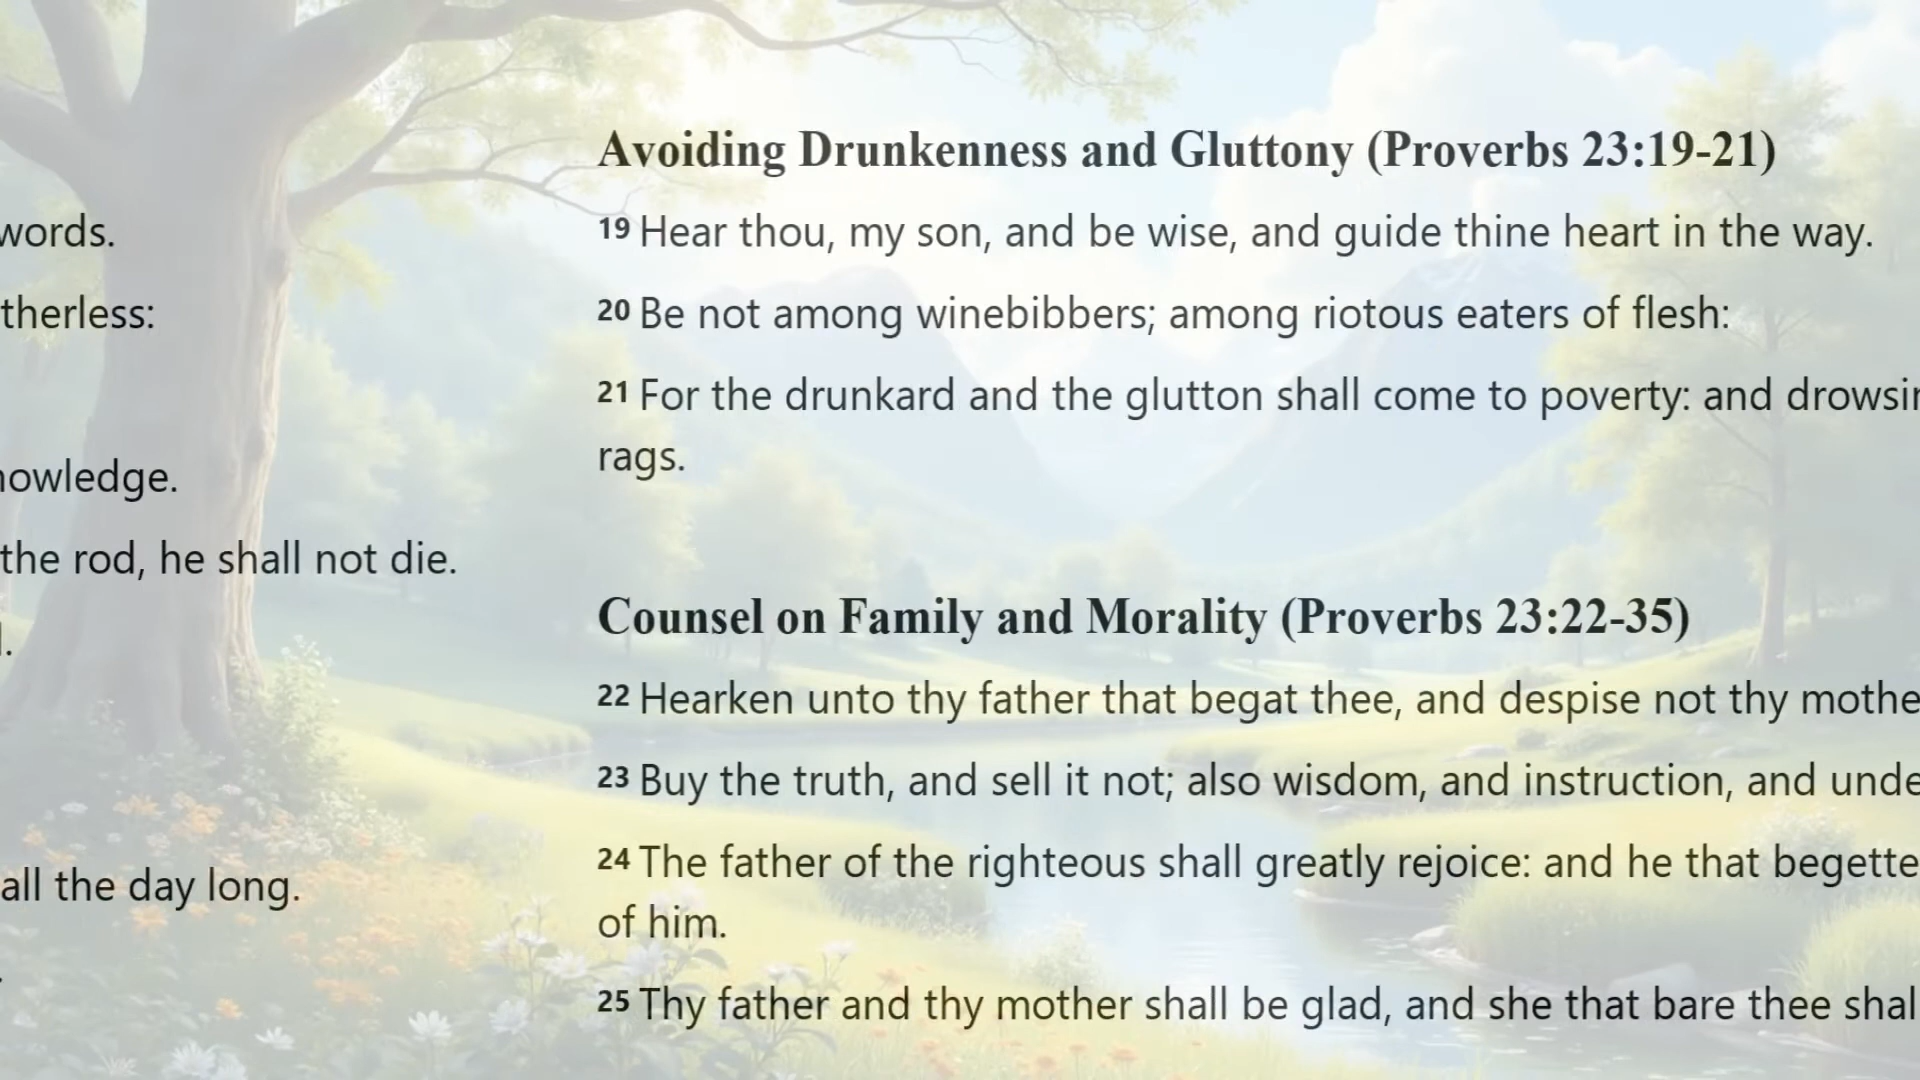 words.
therless:
nowledge.
the rod, he shall not die.
all the day long.
Avoiding Drunkenness and Gluttony (Proverbs 23:19-21)
19 Hear thou, my son, and be wise, and guide thine heart in the way.
20 Be not among winebibbers; among riotous eaters of flesh:
21 For the drunkard and the glutton shall come to poverty: and drowsin
rags.
Counsel on Family and Morality (Proverbs 23:22-35)
22 Hearken unto thy father that begat thee, and despise not thy mothe
23 Buy the truth, and sell it not; also wisdom, and instruction, and unde
24 The father of the righteous shall greatly rejoice: and he that begette
of him.
25 Thy father and thy mother shall be glad, and she that bare thee shal